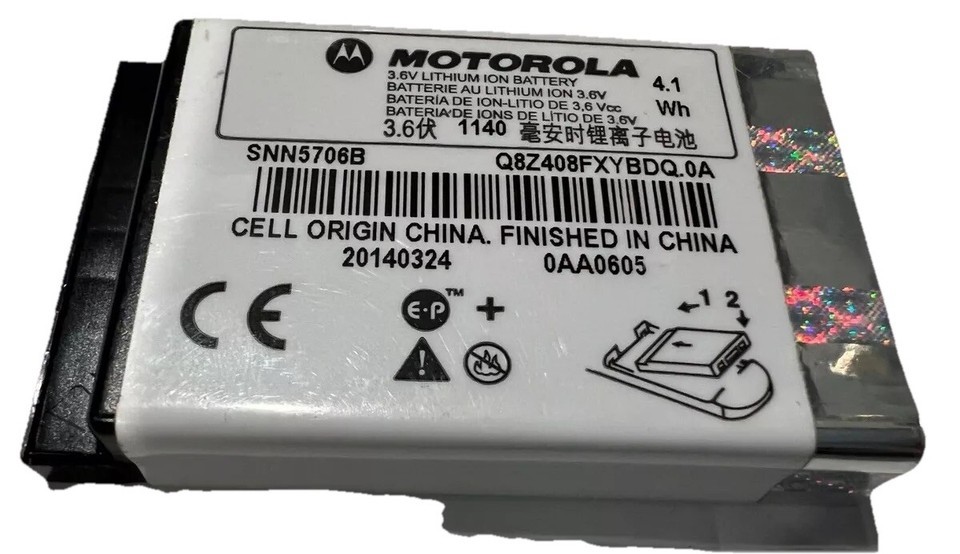 MOTOROLA
3.6V LITHIUM ION BATTERY
BATTERIE AU LITHIUM ION 3.6V
BATERÍA DE ION-LITIO DE 3,6 Vcc
BATERIA DE IONS DE LÍTIO DE 3,6V
4.1
Wh
3.6伏 1140 毫安时锂离子电池
SNN5706B Q8Z408FXYBDQ.0A
CELL ORIGIN CHINA. FINISHED IN CHINA
20140324 0AA0605
CE E·P™ +
1 2